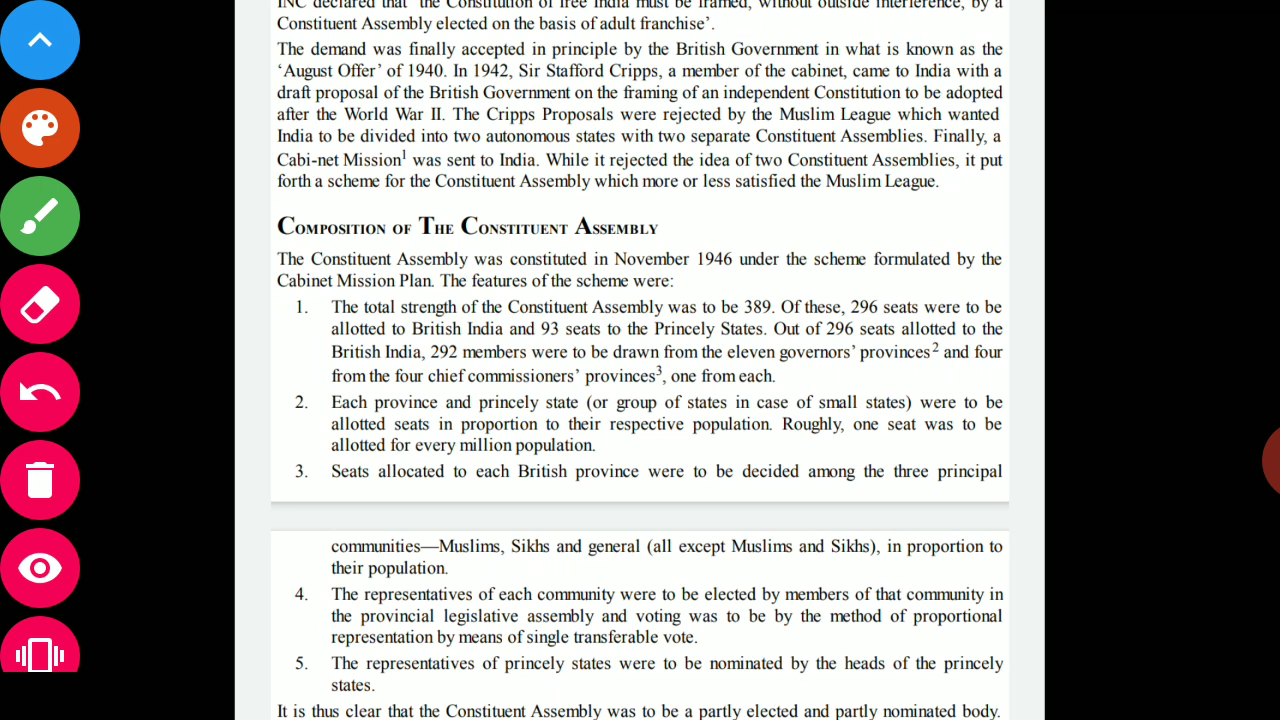 INC declared that 'the Constitution of free India must be framed, without outside interference, by a
Constituent Assembly elected on the basis of adult franchise'.
The demand was finally accepted in principle by the British Government in what is known as the
'August Offer' of 1940. In 1942, Sir Stafford Cripps, a member of the cabinet, came to India with a
draft proposal of the British Government on the framing of an independent Constitution to be adopted
after the World War II. The Cripps Proposals were rejected by the Muslim League which wanted
India to be divided into two autonomous states with two separate Constituent Assemblies. Finally, a
Cabi-net Mission1 was sent to India. While it rejected the idea of two Constituent Assemblies, it put
forth a scheme for the Constituent Assembly which more or less satisfied the Muslim League.
COMPOSITION OF THE CONSTITUENT ASSEMBLY
The Constituent Assembly was constituted in November 1946 under the scheme formulated by the
Cabinet Mission Plan. The features of the scheme were:
1. The total strength of the Constituent Assembly was to be 389. Of these, 296 seats were to be
allotted to British India and 93 seats to the Princely States. Out of 296 seats allotted to the
British India, 292 members were to be drawn from the eleven governors' provinces2 and four
from the four chief commissioners' provinces3, one from each.
2. Each province and princely state (or group of states in case of small states) were to be
allotted seats in proportion to their respective population. Roughly, one seat was to be
allotted for every million population.
3. Seats allocated to each British province were to be decided among the three principal
communities—Muslims, Sikhs and general (all except Muslims and Sikhs), in proportion to
their population.
4. The representatives of each community were to be elected by members of that community in
the provincial legislative assembly and voting was to be by the method of proportional
representation by means of single transferable vote.
5. The representatives of princely states were to be nominated by the heads of the princely
states.
It is thus clear that the Constituent Assembly was to be a partly elected and partly nominated body.